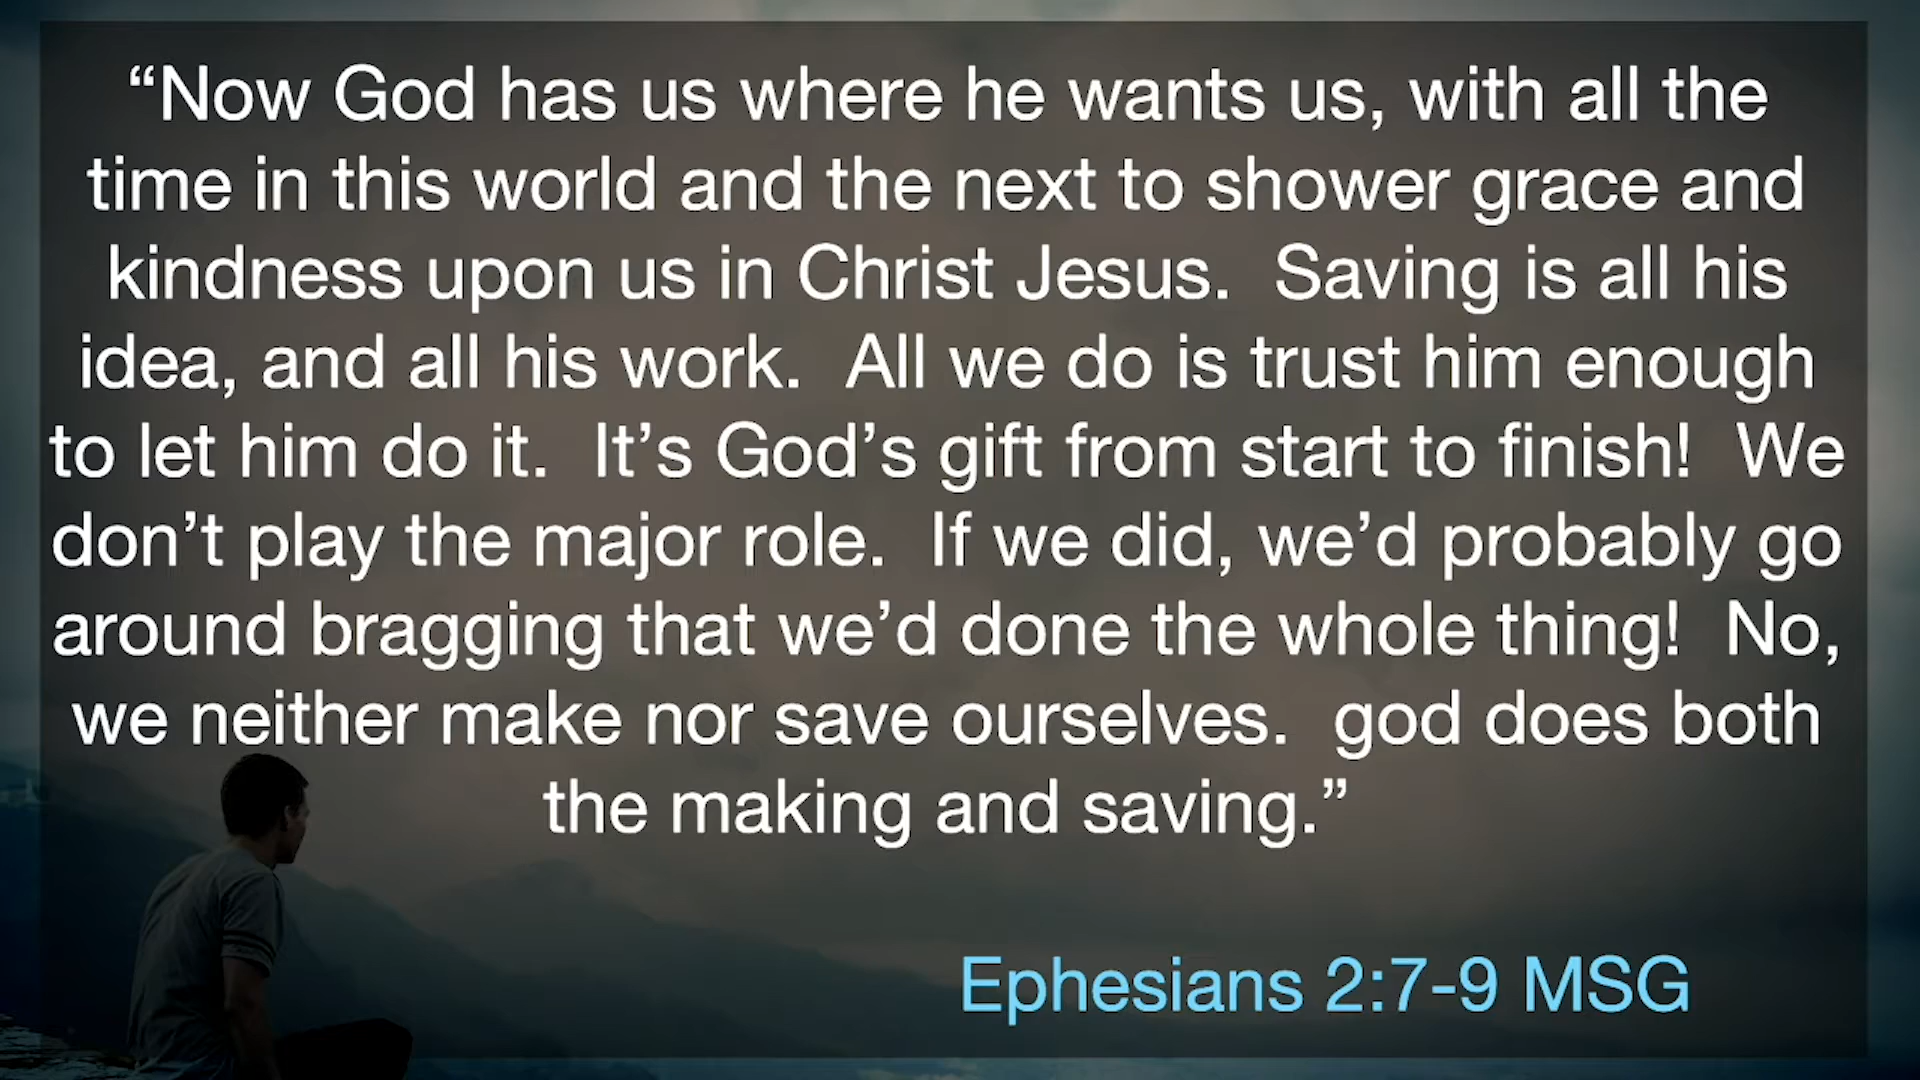 “Now God has us where he wants us, with all the
time in this world and the next to shower grace and
kindness upon us in Christ Jesus.  Saving is all his
idea, and all his work.  All we do is trust him enough
to let him do it.  It’s God’s gift from start to finish!  We
don’t play the major role.  If we did, we’d probably go
around bragging that we’d done the whole thing!  No,
we neither make nor save ourselves.  god does both
the making and saving.”
Ephesians 2:7-9 MSG